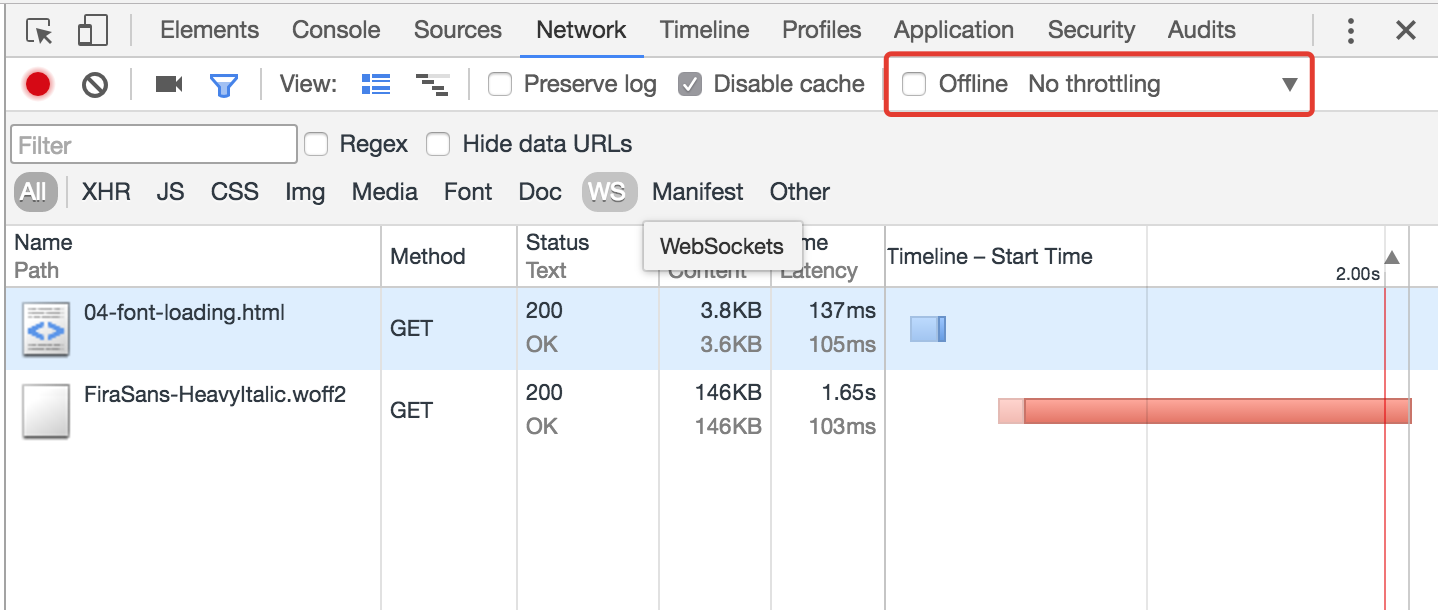 Elements Console Sources Network Timeline Profiles Application Security Audits
View: Preserve log Disable cache Offline No throttling
Filter Regex Hide data URLs
All XHR JS CSS Img Media Font Doc WS Manifest Other
WebSockets
Name Status
Path Method Text Content Latency Timeline – Start Time
2.00s
04-font-loading.html GET 200 3.8KB 137ms
OK 3.6KB 105ms
FiraSans-HeavyItalic.woff2 GET 200 146KB 1.65s
OK 146KB 103ms